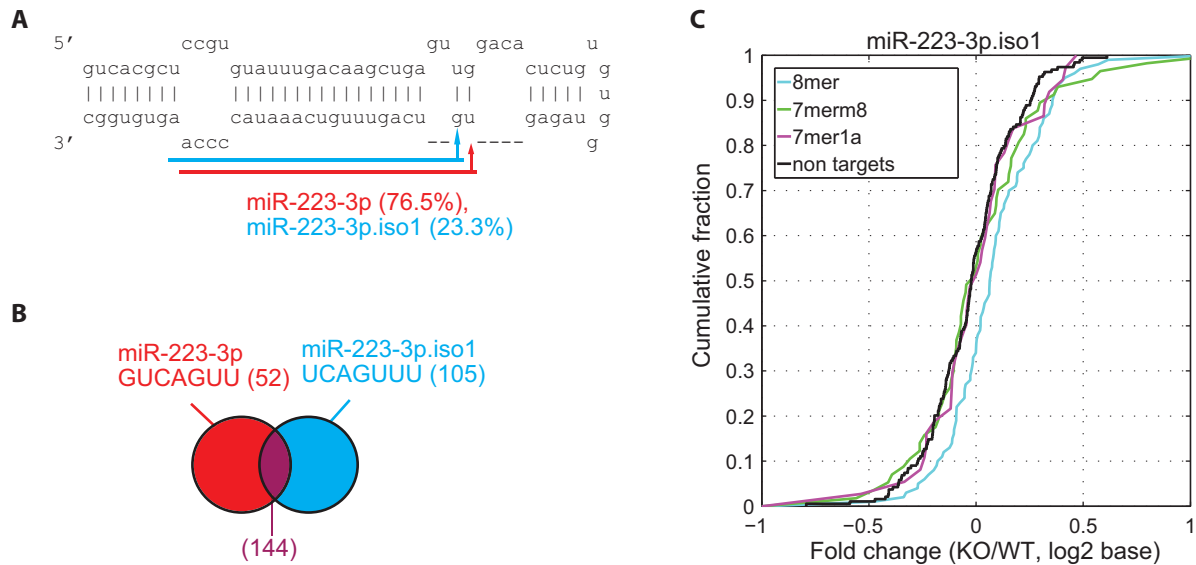 A
5’ ccgu gu gaca u
gucacgcu guauuugacaagcuga ug cucug g
u
cgguguga cauaaacuguuugacu gu gagau g
3’ accc -- ---- g
miR-223-3p (76.5%),
miR-223-3p.iso1 (23.3%)
B
miR-223-3p miR-223-3p.iso1
GUCAGUU (52) UCAGUUU (105)
(144)
C
miR-223-3p.iso1
8mer
7merm8
7mer1a
non targets
Cumulative fraction
1
0.9
0.8
0.7
0.6
0.5
0.4
0.3
0.2
0.1
0
−1 −0.5 0 0.5 1
Fold change (KO/WT, log2 base)